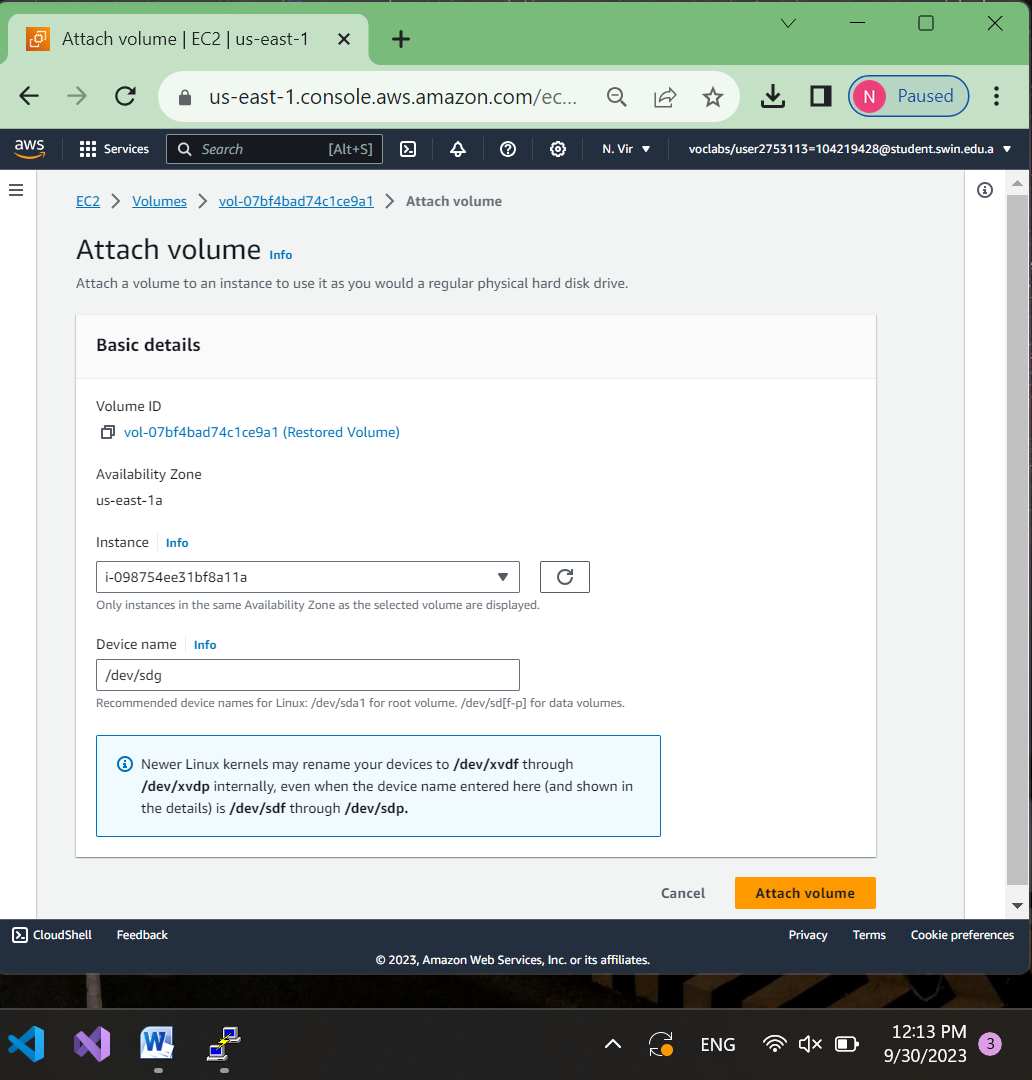 Attach volume | EC2 | us-east-1
us-east-1.console.aws.amazon.com/ec...
N Paused
aws Services Search [Alt+S] N. Vir voclabs/user2753113=104219428@student.swin.edu.a
EC2 Volumes vol-07bf4bad74c1ce9a1 Attach volume
Attach volume Info
Attach a volume to an instance to use it as you would a regular physical hard disk drive.
Basic details
Volume ID
vol-07bf4bad74c1ce9a1 (Restored Volume)
Availability Zone
us-east-1a
Instance Info
i-098754ee31bf8a11a
Only instances in the same Availability Zone as the selected volume are displayed.
Device name Info
/dev/sdg
Recommended device names for Linux: /dev/sda1 for root volume. /dev/sd[f-p] for data volumes.
Newer Linux kernels may rename your devices to /dev/xvdf through
/dev/xvdp internally, even when the device name entered here (and shown in
the details) is /dev/sdf through /dev/sdp.
Cancel Attach volume
CloudShell Feedback Privacy Terms Cookie preferences
© 2023, Amazon Web Services, Inc. or its affiliates.
W ENG 12:13 PM 3
9/30/2023